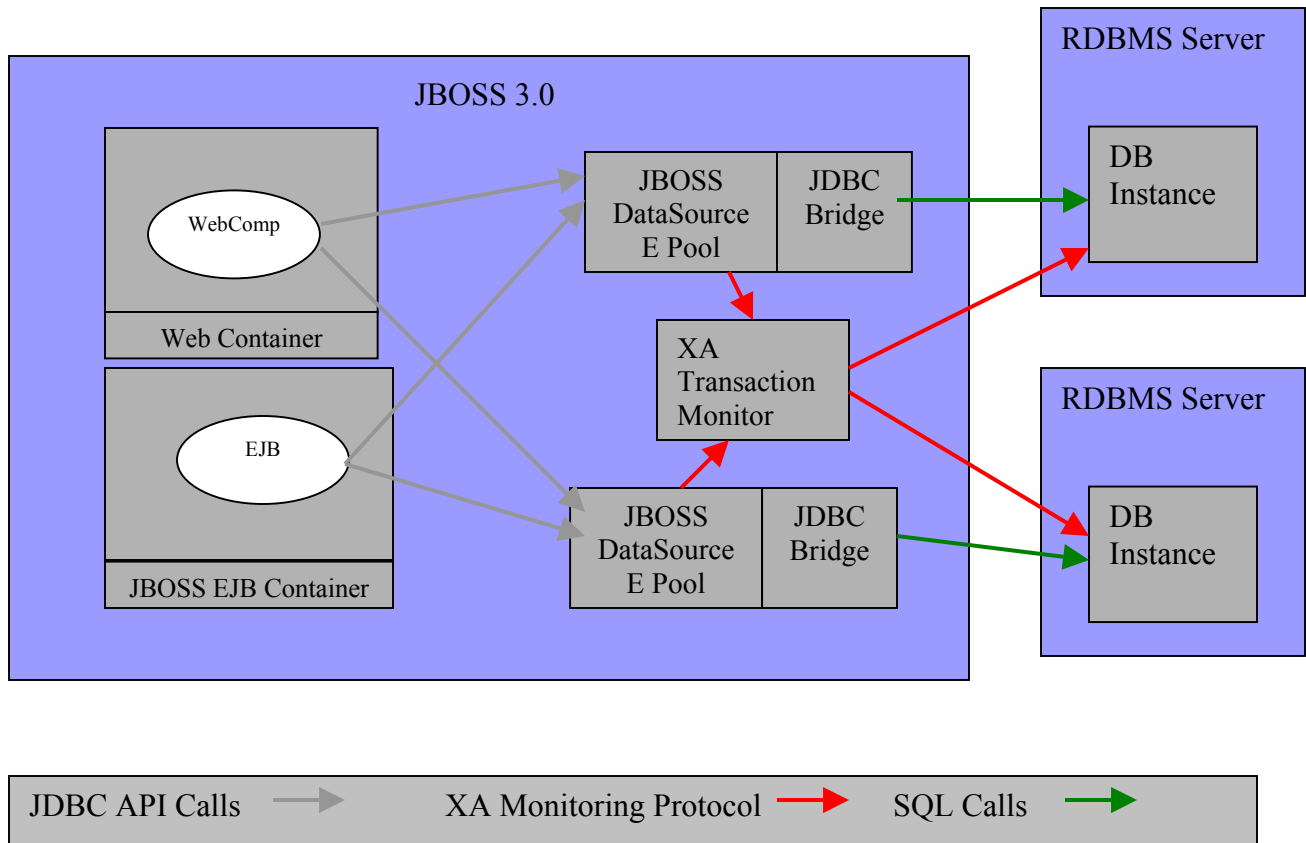 RDBMS Server
JBOSS 3.0
DB
Instance
WebComp
JBOSS
DataSource
E Pool
JDBC
Bridge
Web Container
XA
Transaction
Monitor
RDBMS Server
EJB
DB
Instance
JBOSS
DataSource
E Pool
JDBC
Bridge
JBOSS EJB Container
JDBC API Calls
XA Monitoring Protocol
SQL Calls